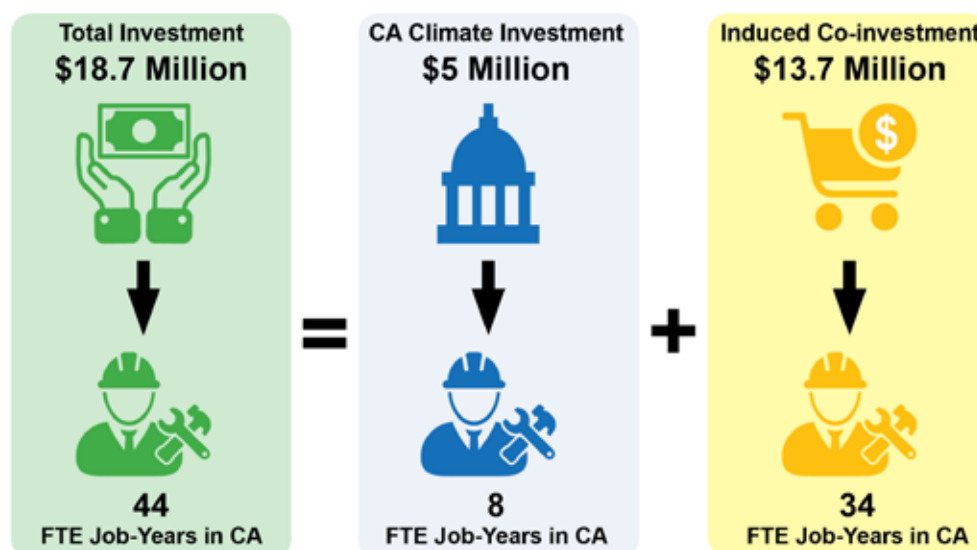 Total Investment
$18.7 Million
$
44
FTE Job-Years in CA
=
CA Climate Investment
$5 Million
8
FTE Job-Years in CA
+
Induced Co-investment
$13.7 Million
$
34
FTE Job-Years in CA